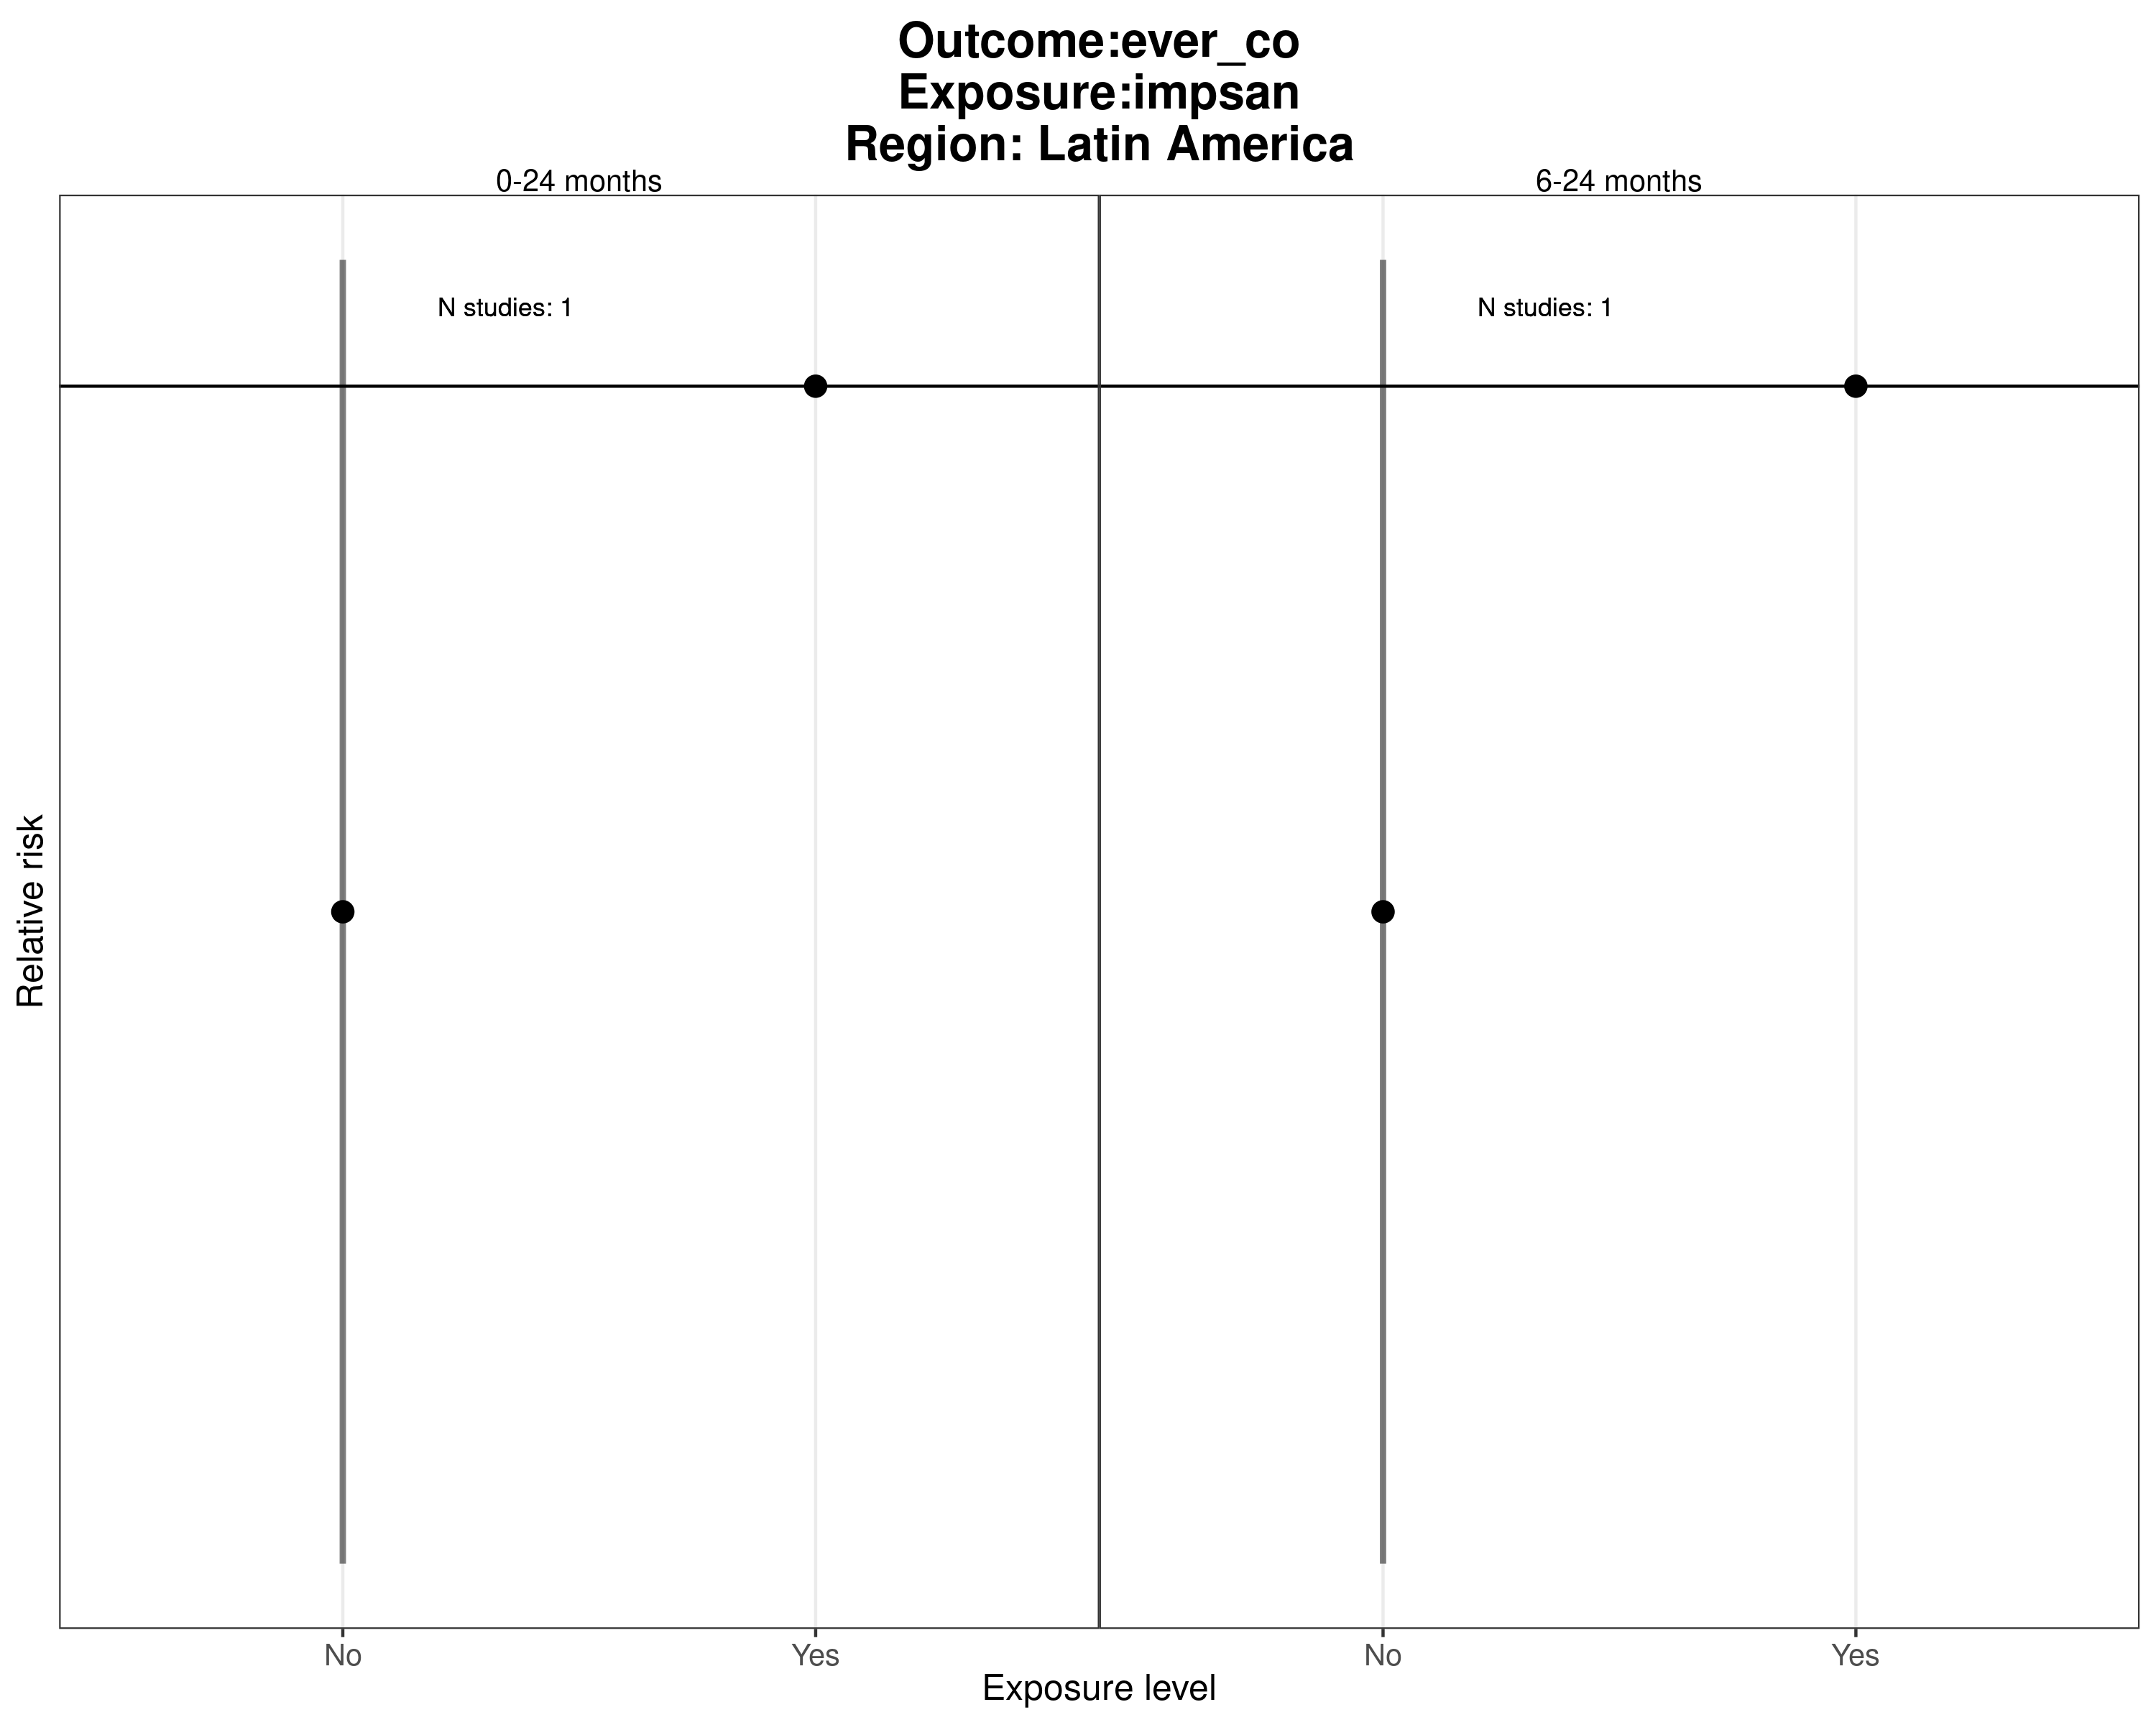 Outcome:ever_co
Exposure:impsan
Region: Latin America
0-24 months
6-24 months
N studies: 1
N studies: 1
Relative risk
No
Yes
No
Yes
Exposure level